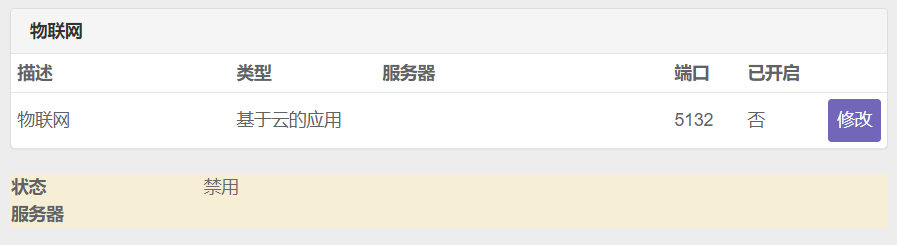 物联网
描述 类型 服务器 端口 已开启
物联网 基于云的应用 5132 否 修改
状态 禁用
服务器